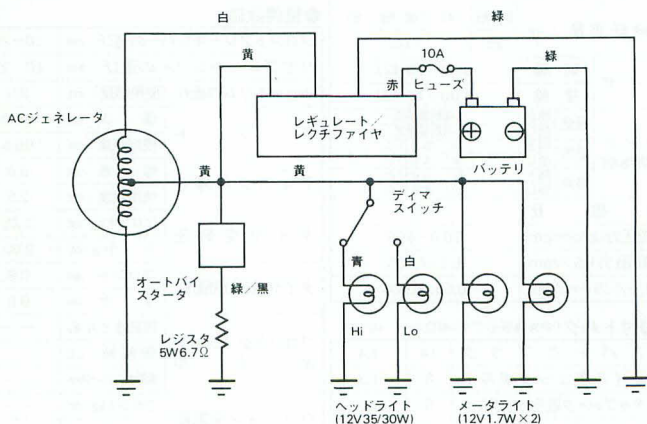 白
緑
黄
10A
緑
赤
ヒューズ
ACジェネレータ
レギュレート/
レクチファイヤ
⊕
⊖
バッテリ
黄
黄
ディマ
スイッチ
青
白
オートバイ
スタータ
緑/黒
Hi
Lo
レジスタ
5W6.7Ω
ヘッドライト
(12V35/30W)
メータライト
(12V1.7W×2)